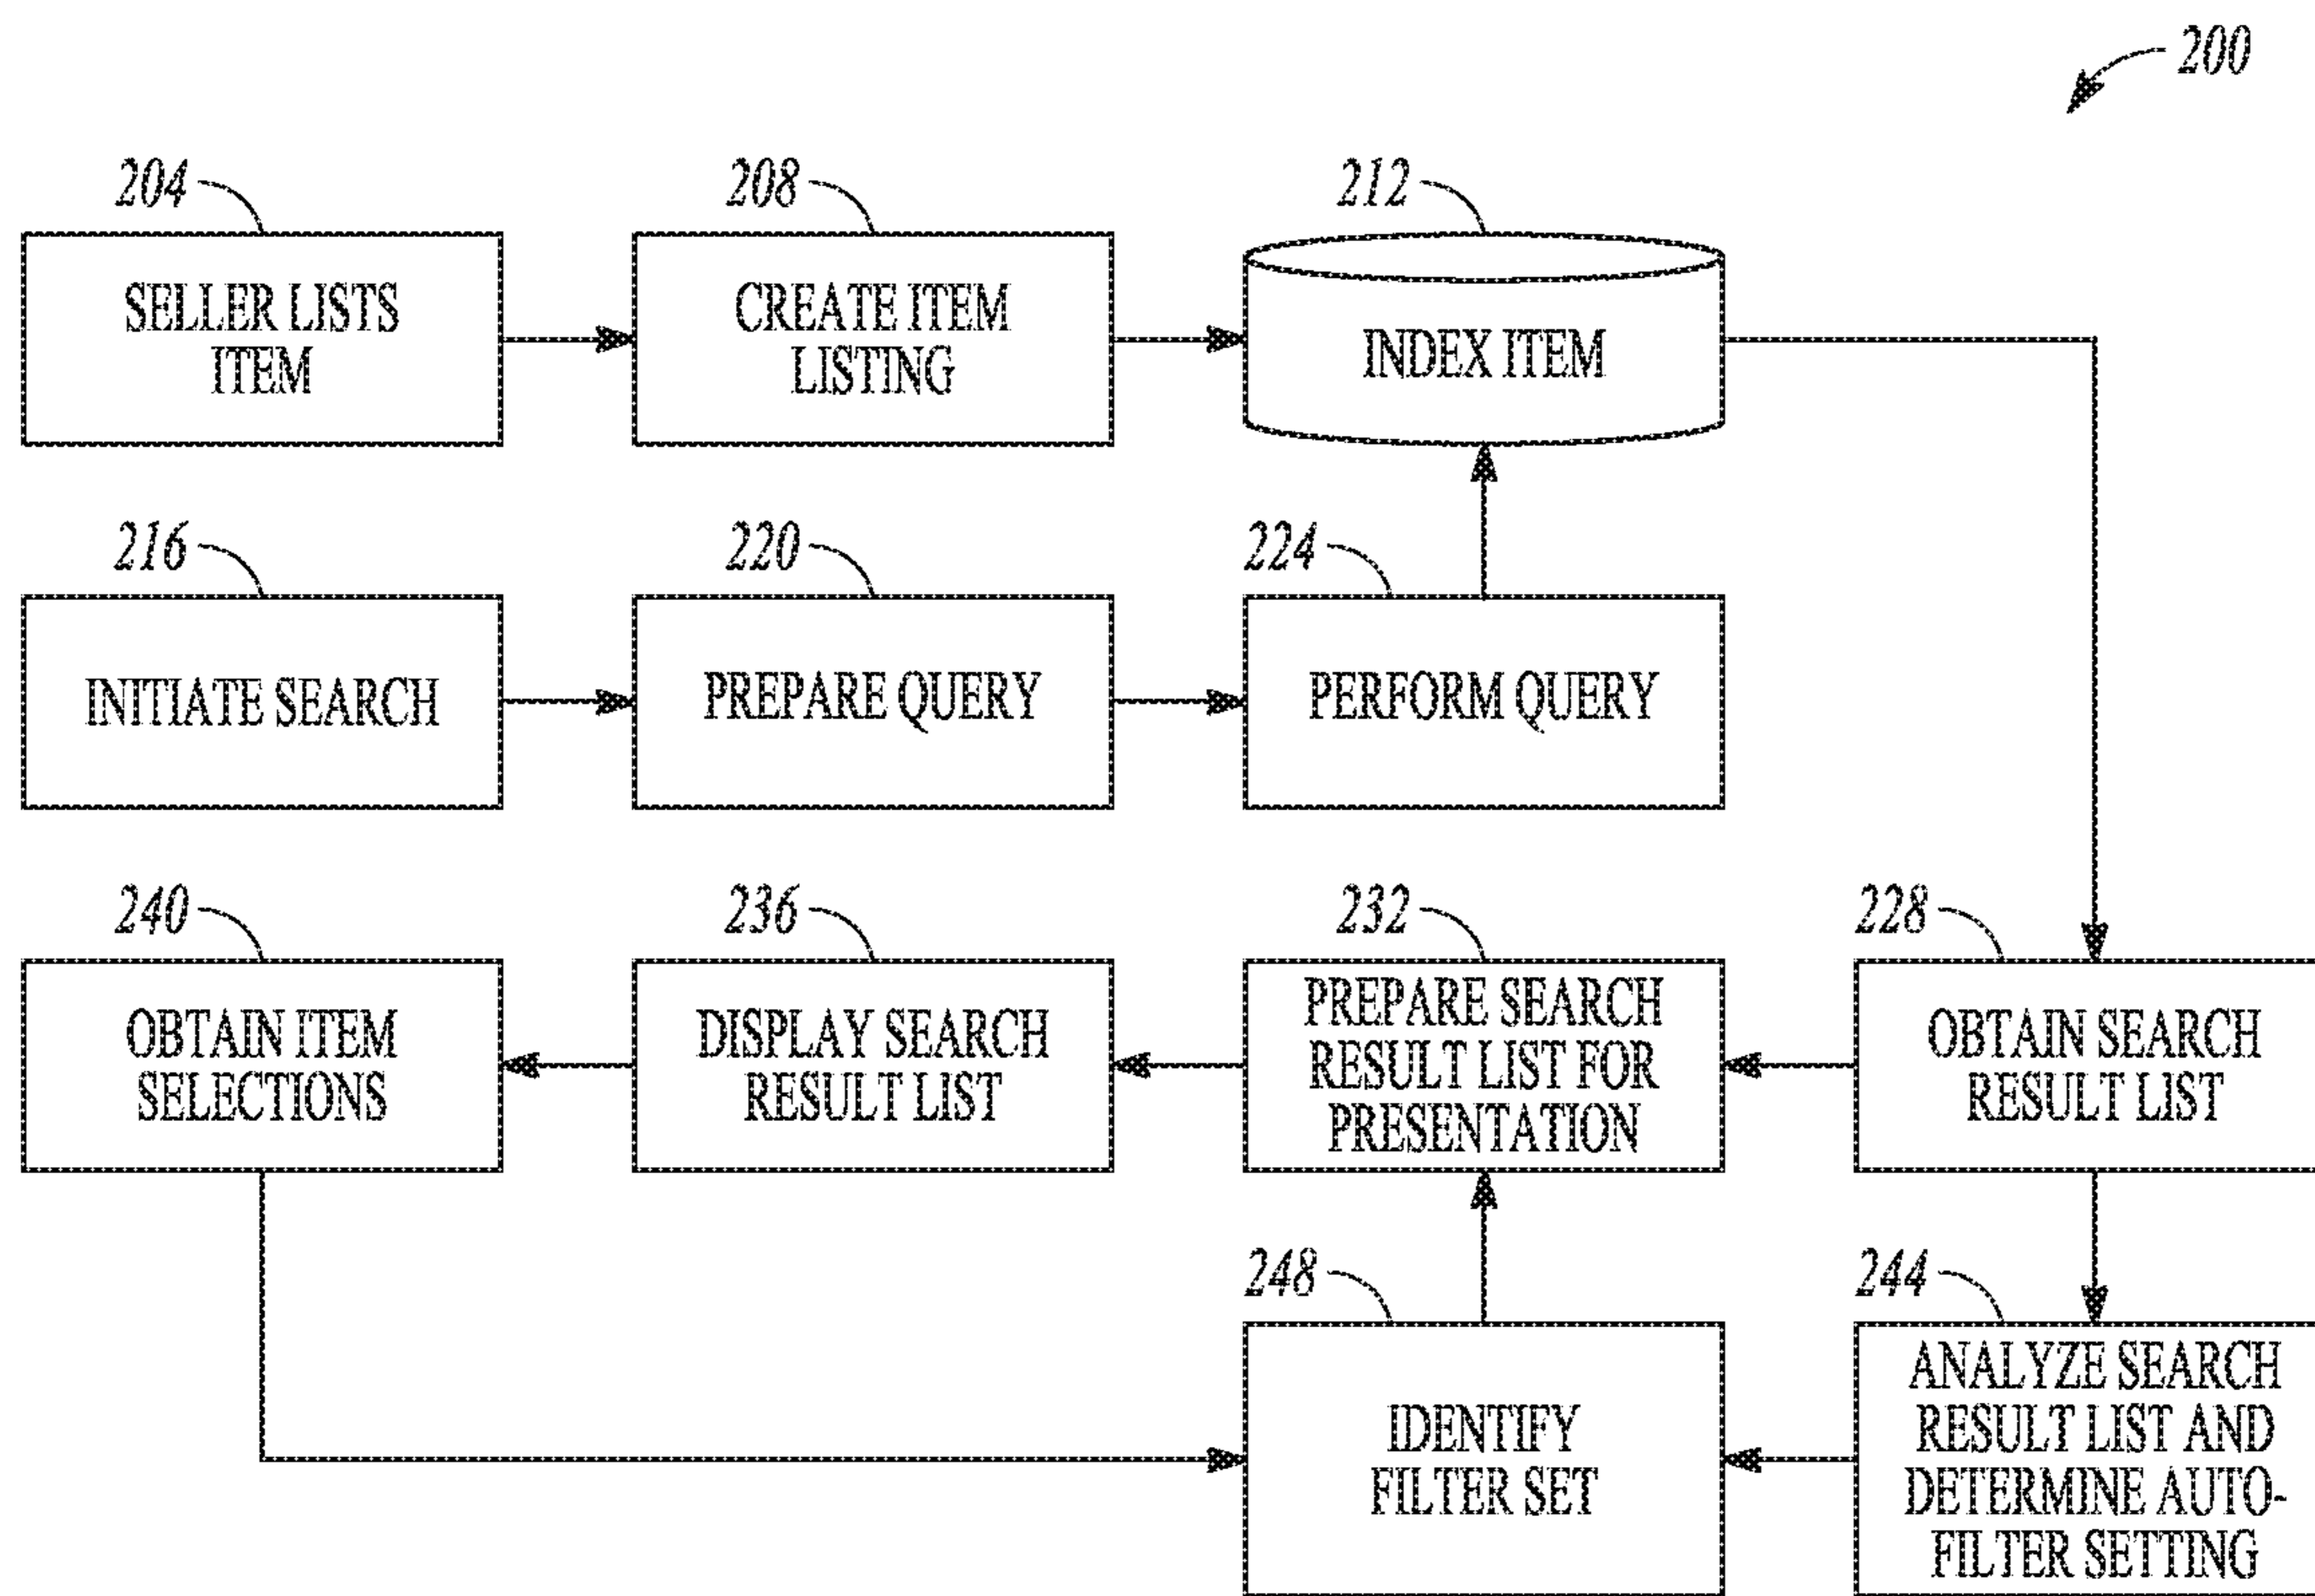 200
204
SELLER LISTS
ITEM
208
CREATE ITEM
LISTING
212
INDEX ITEM
216
INITIATE SEARCH
220
PREPARE QUERY
224
PERFORM QUERY
240
OBTAIN ITEM
SELECTIONS
236
DISPLAY SEARCH
RESULT LIST
232
PREPARE SEARCH
RESULT LIST FOR
PRESENTATION
228
OBTAIN SEARCH
RESULT LIST
248
IDENTIFY
FILTER SET
244
ANALYZE SEARCH
RESULT LIST AND
DETERMINE AUTO-
FILTER SETTING